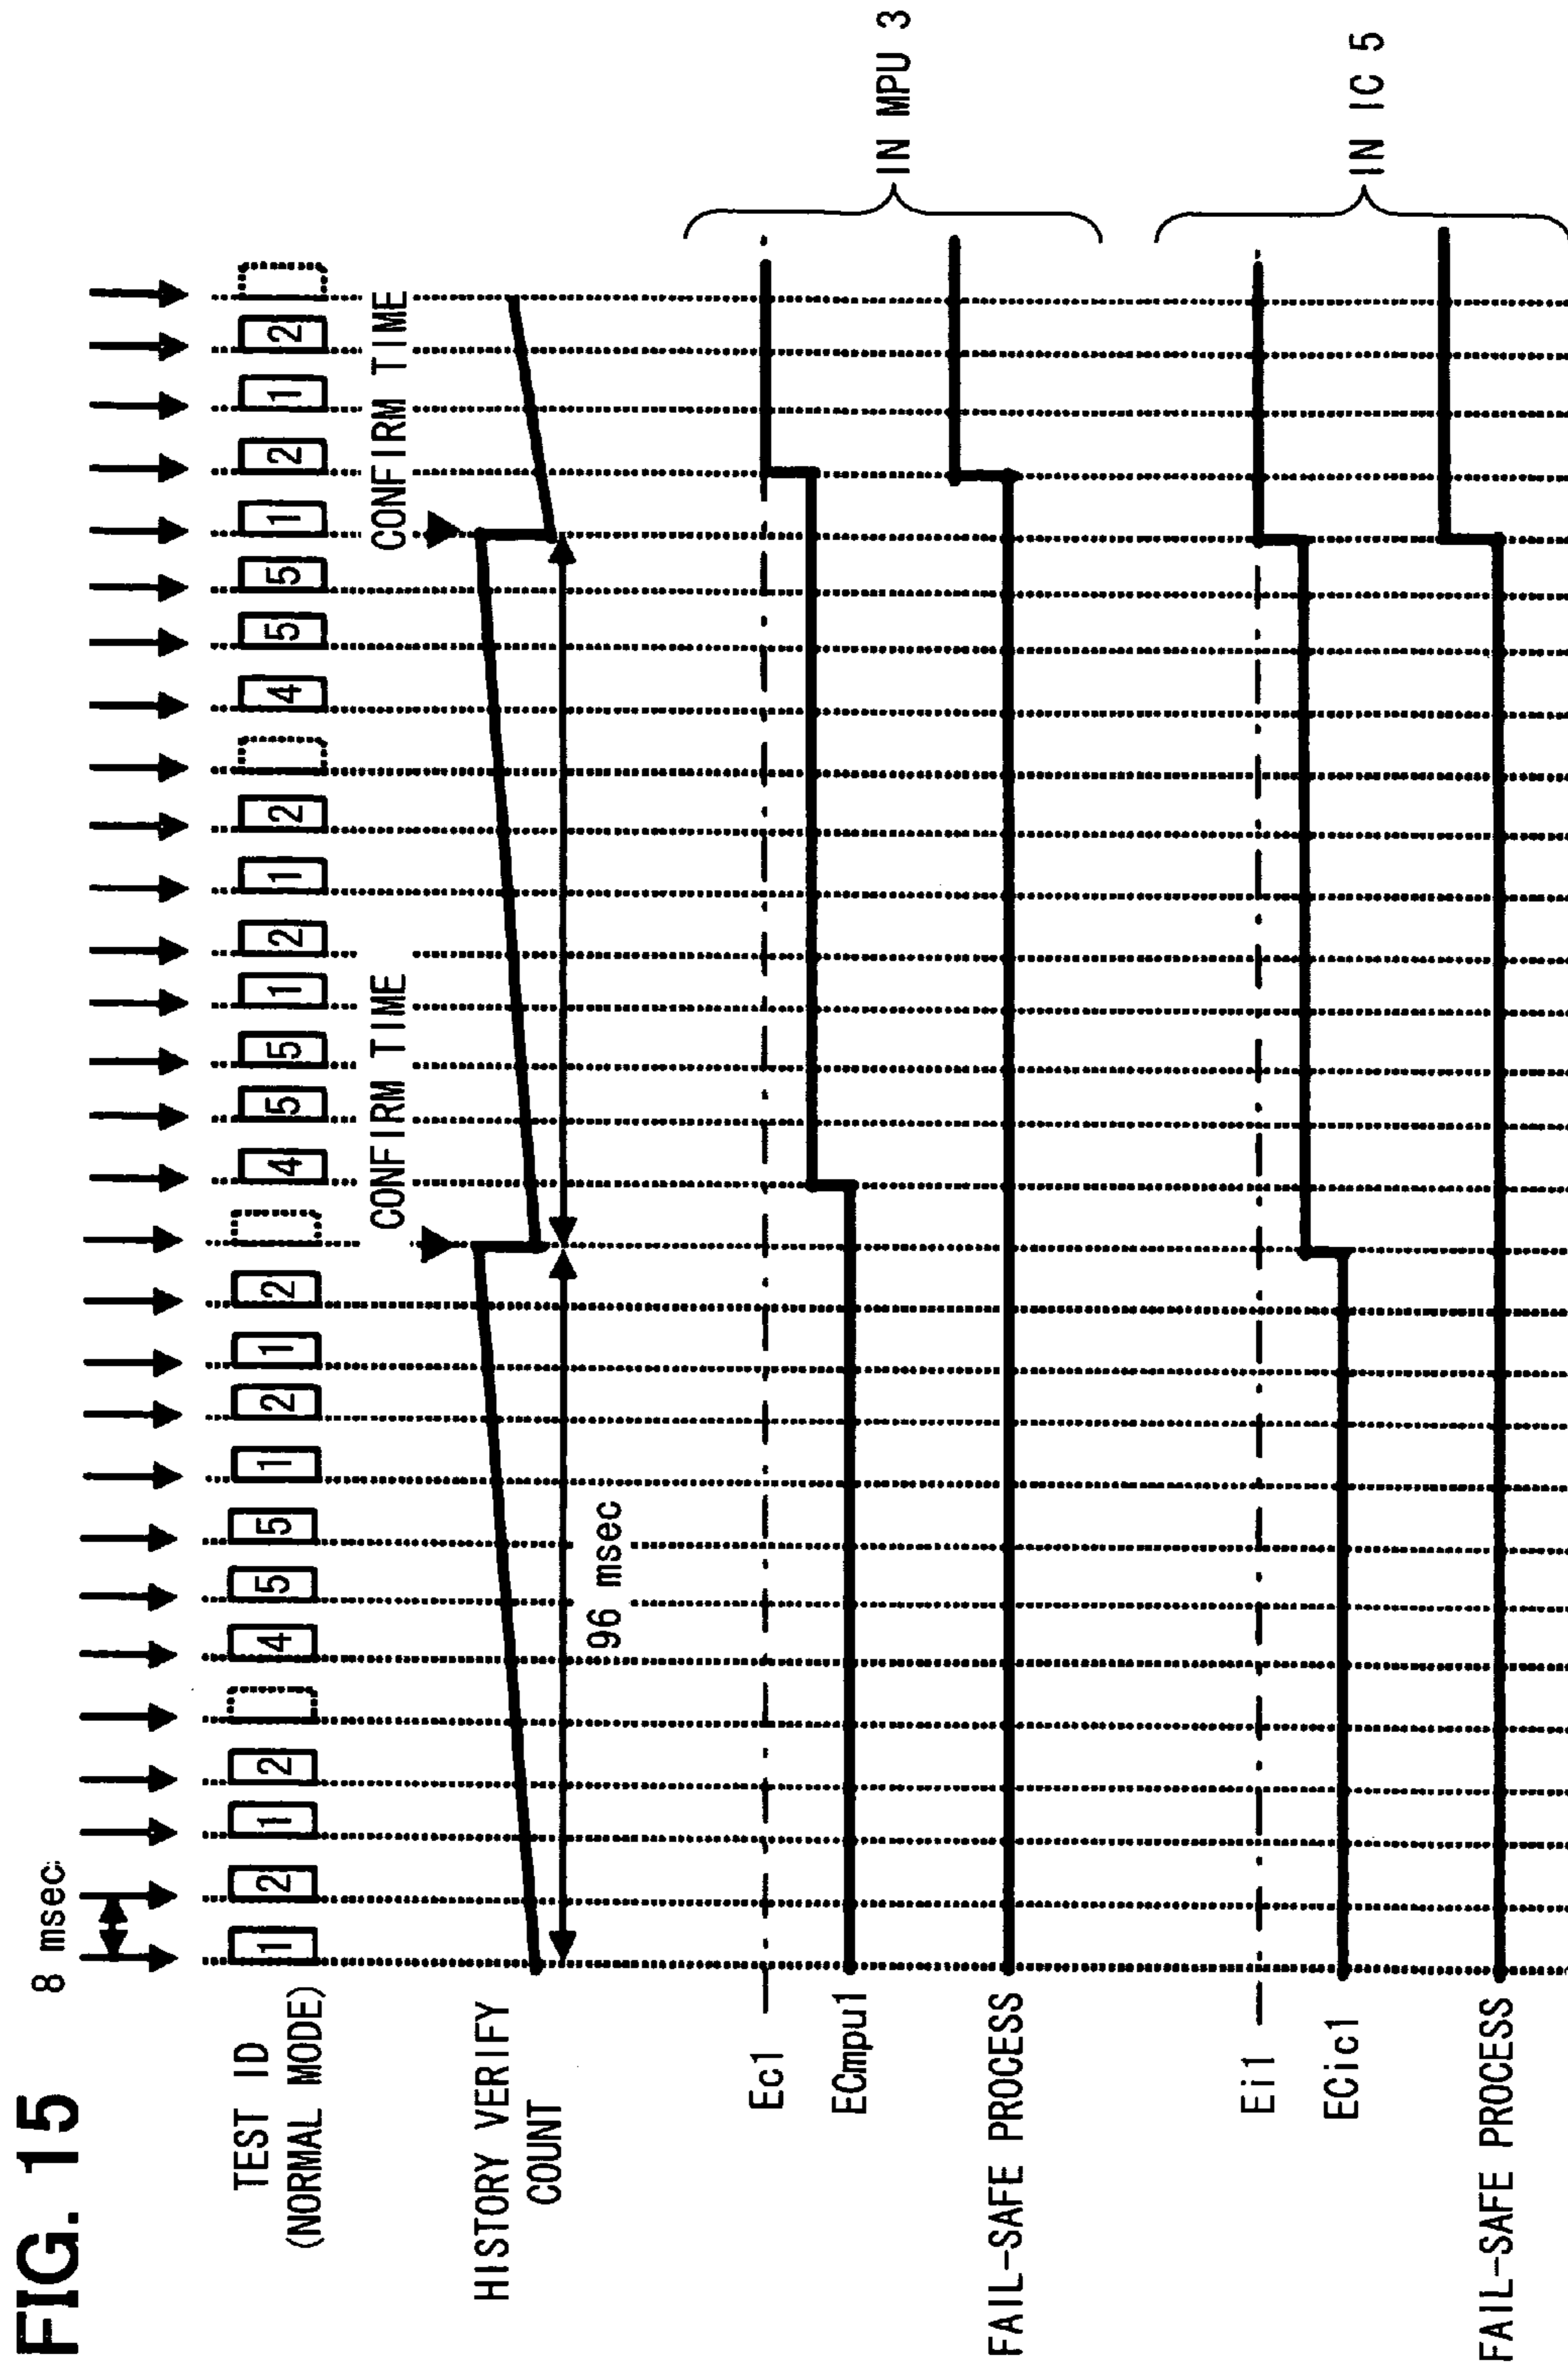 FIG. 15
8 msec
TEST ID
(NORMAL MODE)
1 2 1 2 4 5 5 1 2 1 2 4 5 5 1 2 1 2 4 5 5 1 2 1 2
CONFIRM TIME
CONFIRM TIME
HISTORY VERIFY
COUNT
96 msec
Ec1
ECmpu1
FAIL-SAFE PROCESS
IN MPU 3
Ei1
ECic1
FAIL-SAFE PROCESS
IN IC 5